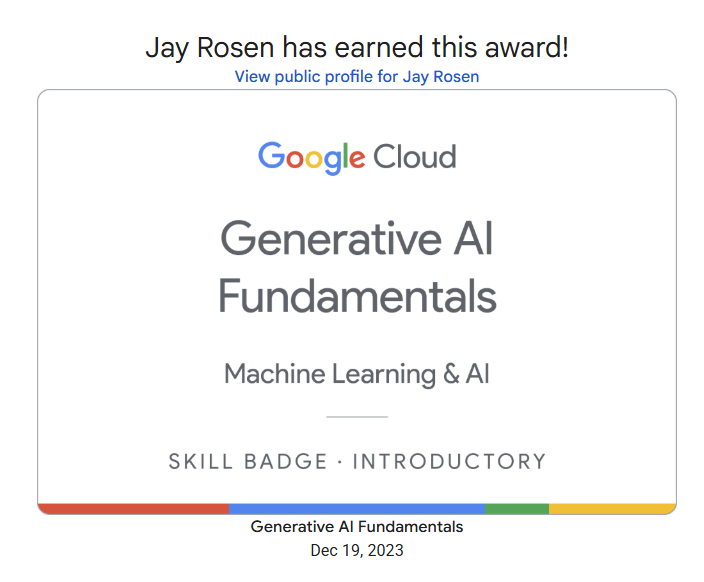 Jay Rosen has earned this award!
View public profile for Jay Rosen
Google Cloud
Generative AI
Fundamentals
Machine Learning & AI
SKILL BADGE · INTRODUCTORY
Generative AI Fundamentals
Dec 19, 2023